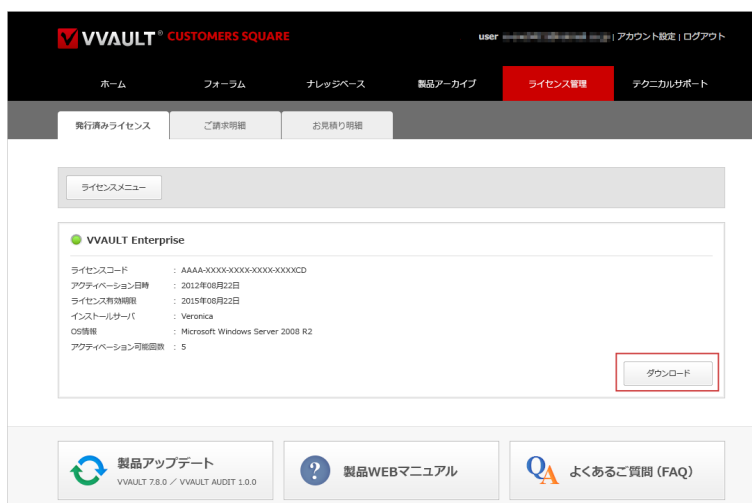 VVAULT® CUSTOMERS SQUARE
user | アカウント設定 | ログアウト
ホーム フォーラム ナレッジベース 製品アーカイブ ライセンス管理 テクニカルサポート
発行済みライセンス ご請求明細 お見積り明細
ライセンスメニュー
VVAULT Enterprise
ライセンスコード : AAAA-XXXX-XXXX-XXXX-XXXXCD
アクティベーション日時 : 2012年08月22日
ライセンス有効期限 : 2015年08月22日
インストールサーバ : Veronica
OS情報 : Microsoft Windows Server 2008 R2
アクティベーション可能回数 : 5
ダウンロード
製品アップデート
VVAULT 7.8.0 ／ VVAULT AUDIT 1.0.0
? 製品WEBマニュアル
QA よくあるご質問 (FAQ)